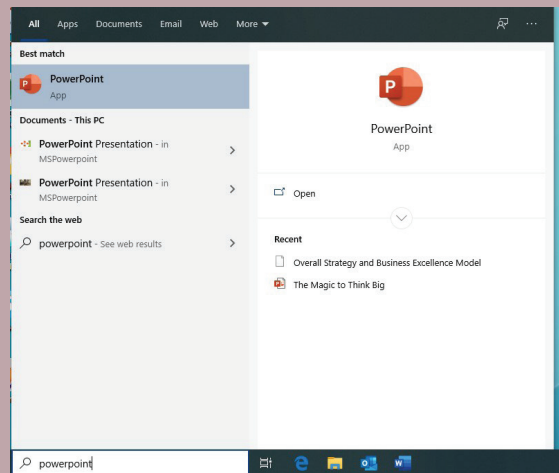 All Apps Documents Email Web More
Best match
PowerPoint
App
Documents - This PC
PowerPoint Presentation - in
MSPowerpoint
PowerPoint Presentation - in
MSPowerpoint
Search the web
powerpoint - See web results
PowerPoint
App
Open
Recent
Overall Strategy and Business Excellence Model
The Magic to Think Big
powerpoint